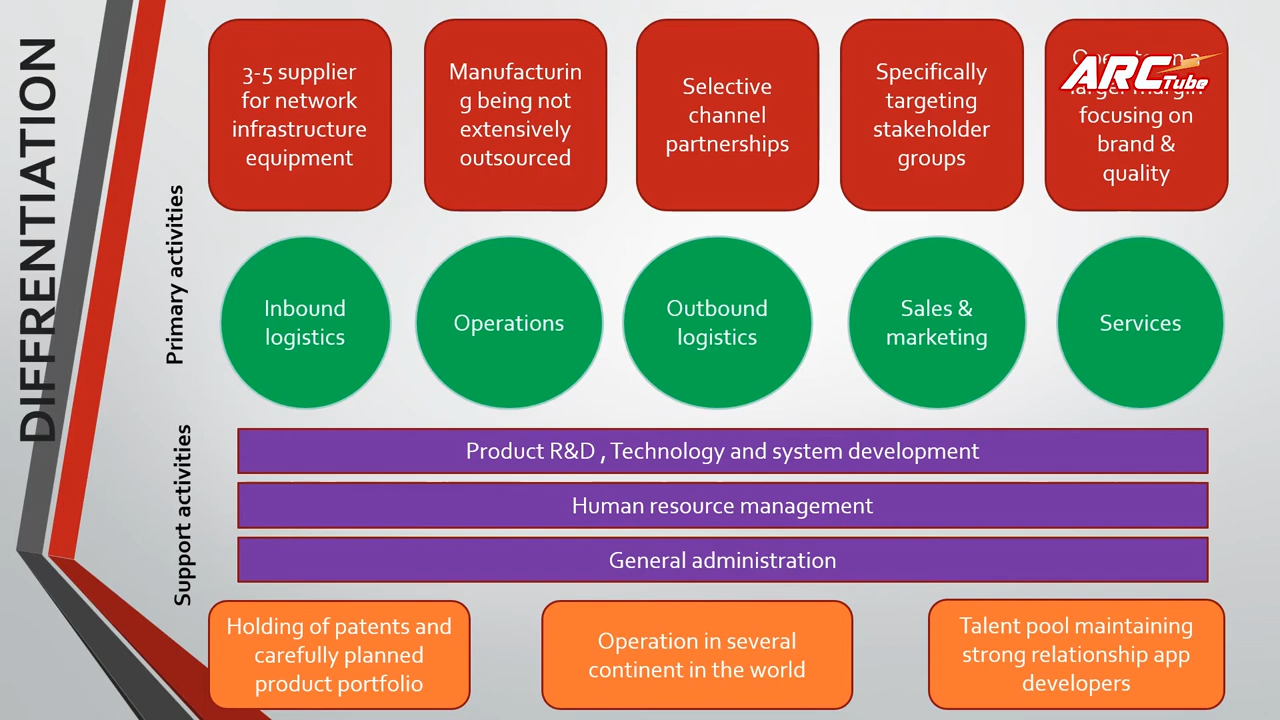 DIFFRENTIATION
3-5 supplier
for network
infrastructure
equipment
Manufacturin
g being not
extensively
outsourced
Selective
channel
partnerships
Specifically
targeting
stakeholder
groups
ARC
Tube
focusing on
brand &
quality
Primary activities
Inbound
logistics
Operations
Outbound
logistics
Sales &
marketing
Services
Support activities
Product R&D , Technology and system development
Human resource management
General administration
Holding of patents and
carefully planned
product portfolio
Operation in several
continent in the world
Talent pool maintaining
strong relationship app
developers